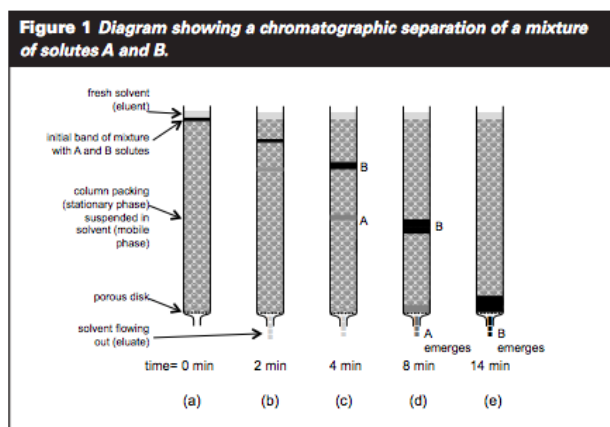 Figure 1 Diagram showing a chromatographic separation of a mixture
of solutes A and B.
fresh solvent
(eluent)
initial band of mixture
with A and B solutes
column packing
(stationary phase)
suspended in
solvent (mobile
phase)
porous disk
solvent flowing
out (eluate)
B
A
B
A
emerges
B
emerges
time= 0 min
2 min
4 min
8 min
14 min
(a)
(b)
(c)
(d)
(e)